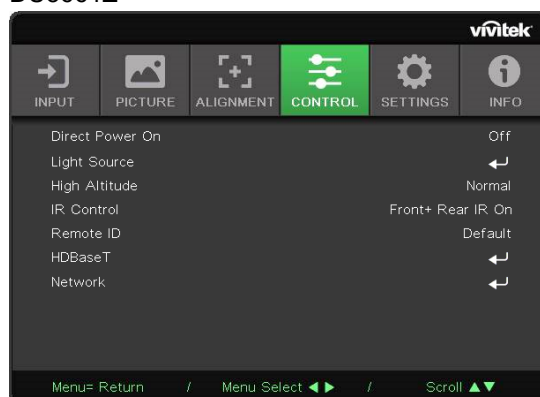 vivitek
INPUT PICTURE ALIGNMENT CONTROL SETTINGS INFO
Direct Power On Off
Light Source
High Altitude Normal
IR Control Front+ Rear IR On
Remote ID Default
HDBaseT
Network
Menu= Return / Menu Select ◀ ▶ / Scroll ▲▼